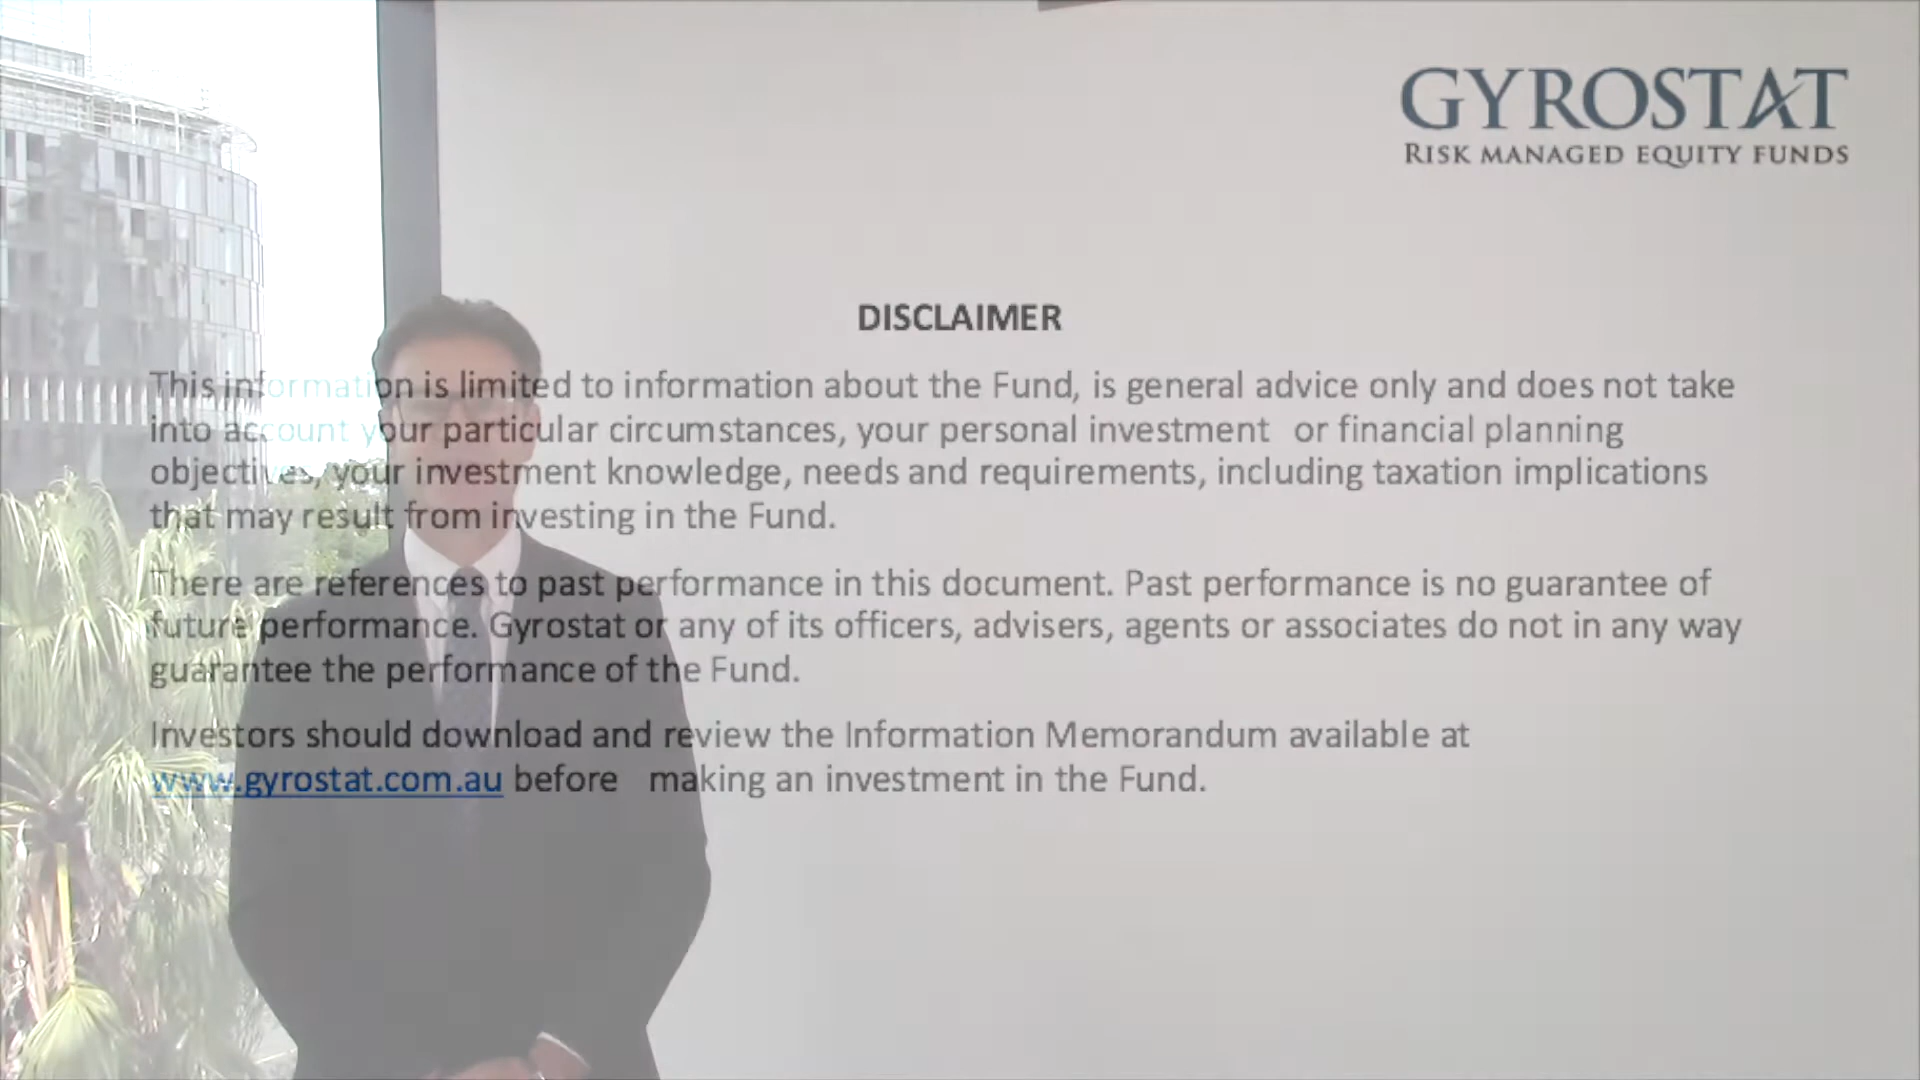 GYROSTAT
RISK MANAGED EQUITY FUNDS
DISCLAIMER
This information is limited to information about the Fund, is general advice only and does not take
into account your particular circumstances, your personal investment or financial planning
objectives, your investment knowledge, needs and requirements, including taxation implications
that may result from investing in the Fund.
There are references to past performance in this document. Past performance is no guarantee of
future performance. Gyrostat or any of its officers, advisers, agents or associates do not in any way
guarantee the performance of the Fund.
Investors should download and review the Information Memorandum available at
www.gyrostat.com.au before making an investment in the Fund.